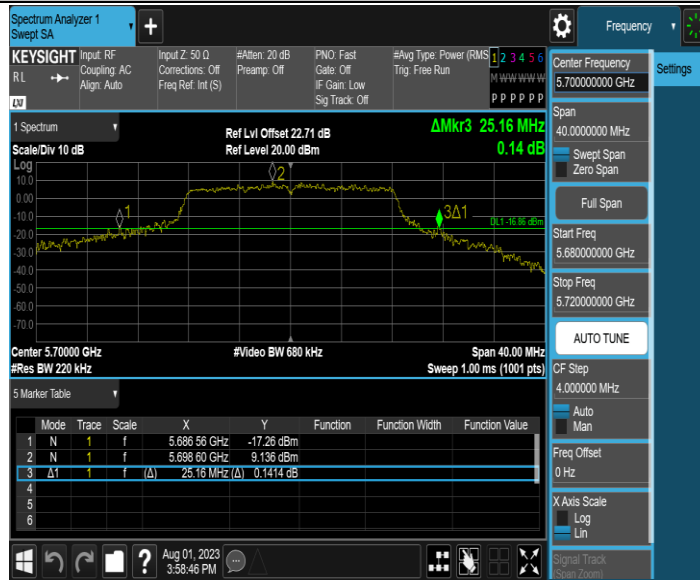 Spectrum Analyzer 1
Swept SA
Frequency
KEYSIGHT
RL
Input: RF
Coupling: AC
Align: Auto
Input Z: 50 Ω
Corrections: Off
Freq Ref: Int (S)
#Atten: 20 dB
Preamp: Off
PNO: Fast
Gate: Off
IF Gain: Low
Sig Track: Off
#Avg Type: Power (RMS
Trig: Free Run
1 2 3 4 5 6
M W W W W W
P P P P P P
LXI
1 Spectrum
Scale/Div 10 dB
Ref Lvl Offset 22.71 dB
Ref Level 20.00 dBm
ΔMkr3 25.16 MHz
0.14 dB
Log
10.0
0.00
-10.0
-20.0
-30.0
-40.0
-50.0
-60.0
-70.0
1
2
3Δ1
DL1 -16.86 dBm
Center 5.70000 GHz
#Res BW 220 kHz
#Video BW 680 kHz
Span 40.00 MHz
Sweep 1.00 ms (1001 pts)
5 Marker Table
Mode Trace Scale X Y Function Function Width Function Value
1 N 1 f 5.686 56 GHz -17.26 dBm
2 N 1 f 5.698 60 GHz 9.136 dBm
3 Δ1 1 f (Δ) 25.16 MHz (Δ) 0.1414 dB
4
5
6
?
Aug 01, 2023
3:58:46 PM
Center Frequency
5.700000000 GHz
Settings
Span
40.0000000 MHz
Swept Span
Zero Span
Full Span
Start Freq
5.680000000 GHz
Stop Freq
5.720000000 GHz
AUTO TUNE
CF Step
4.000000 MHz
Auto
Man
Freq Offset
0 Hz
X Axis Scale
Log
Lin
Signal Track
(Span Zoom)